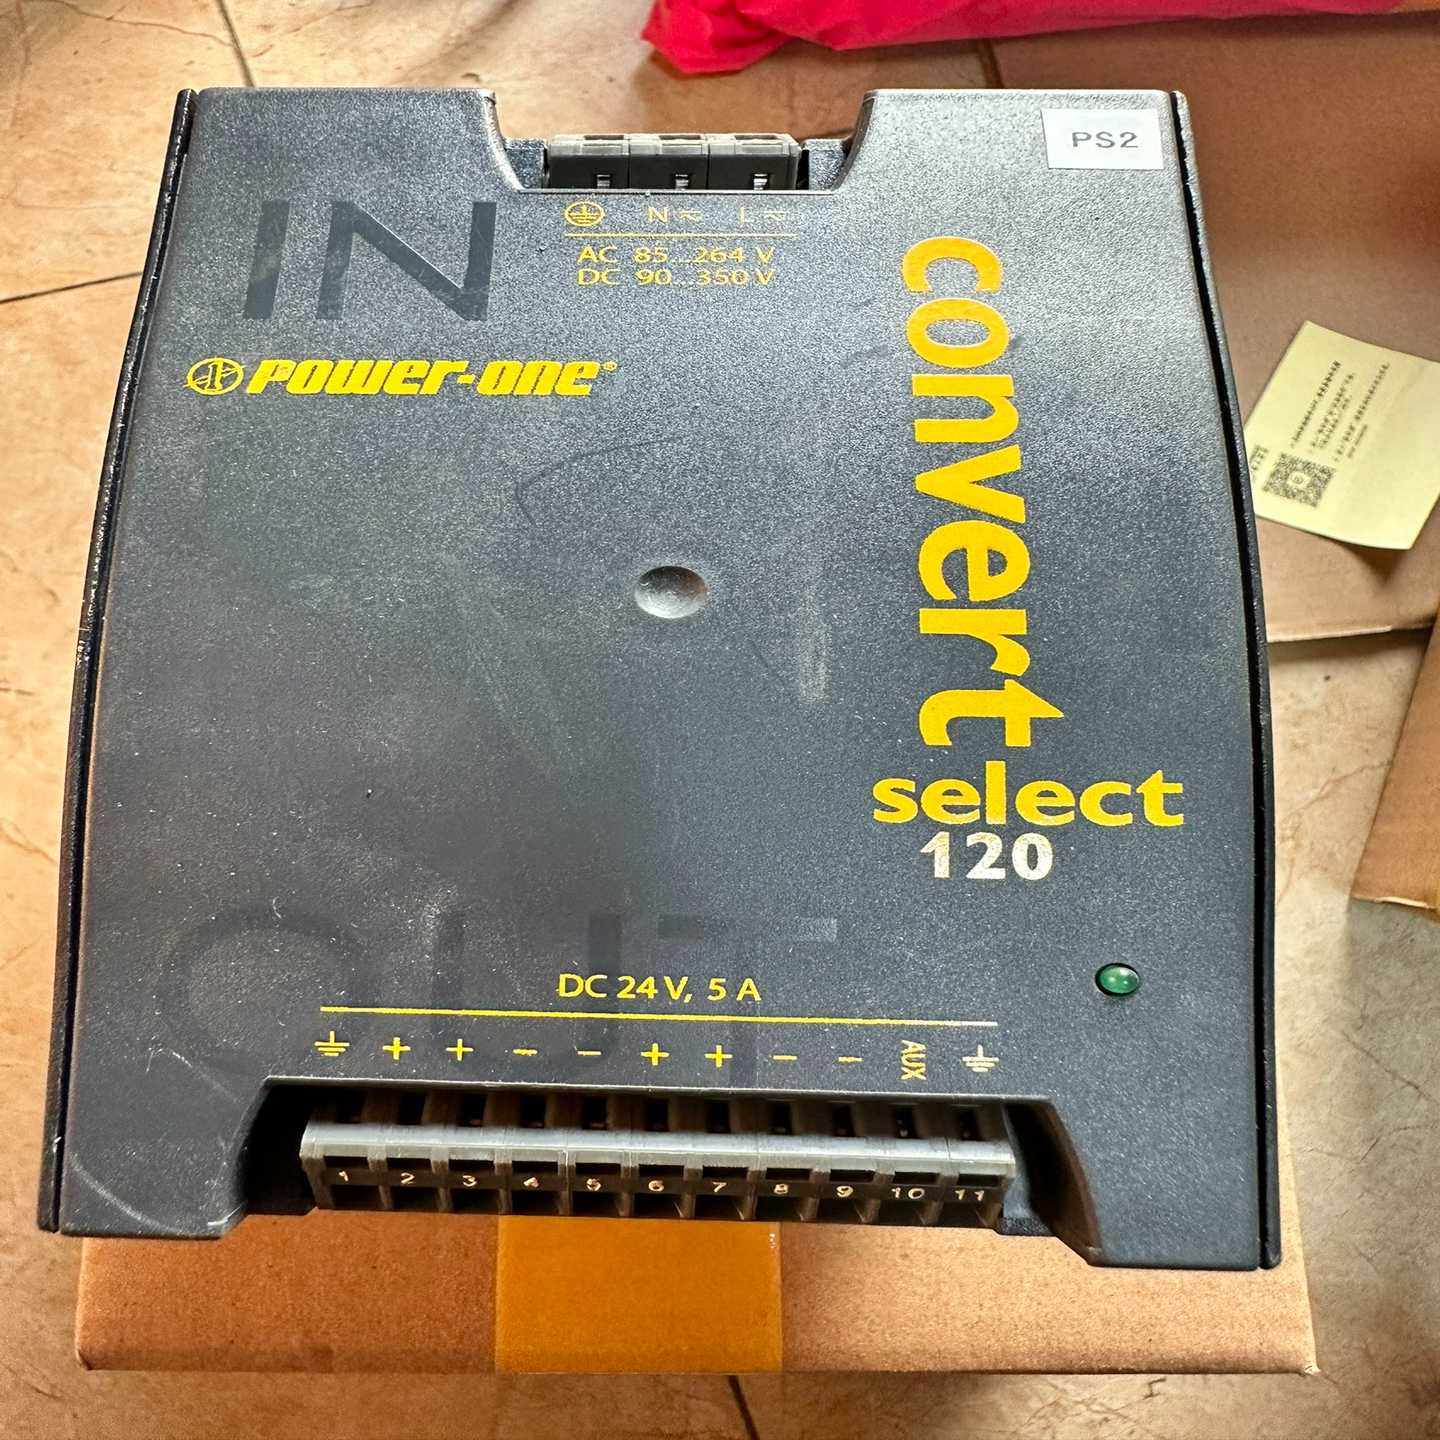 PS2
IN
N L
AC 85...264 V
DC 90...350 V
POWER-ONE®
convert
select
120
OUT
DC 24 V, 5 A
+ + − − + + − − AUX
1 2 3 4 5 6 7 8 9 10 11